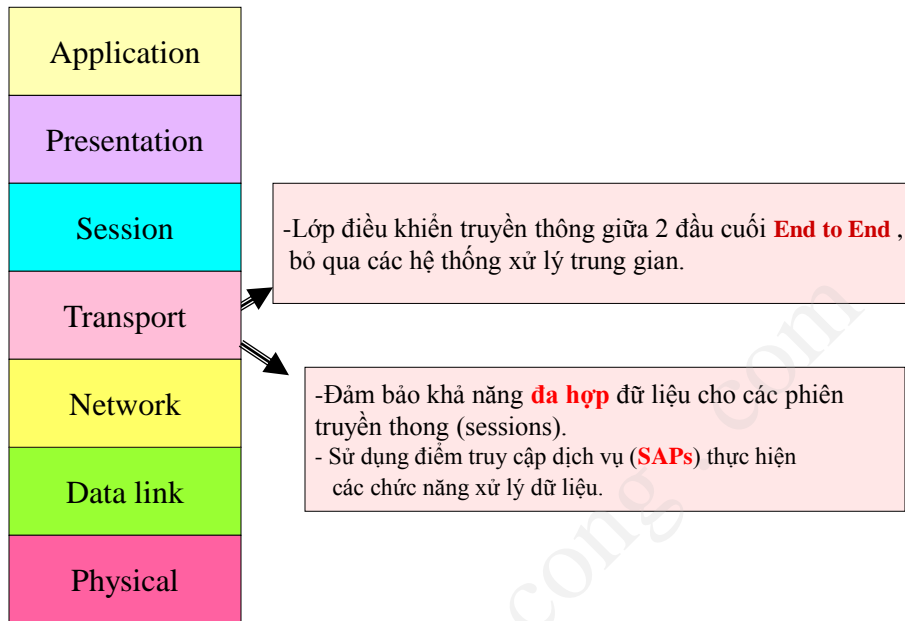 Application
Presentation
Session
Transport
Network
Data link
Physical
-Lớp điều khiển truyền thông giữa 2 đầu cuối End to End ,
bỏ qua các hệ thống xử lý trung gian.
-Đảm bảo khả năng đa hợp đữ liệu cho các phiên
truyền thong (sessions).
- Sử dụng điểm truy cập dịch vụ (SAPs) thực hiện
các chức năng xử lý dữ liệu.
cong . com